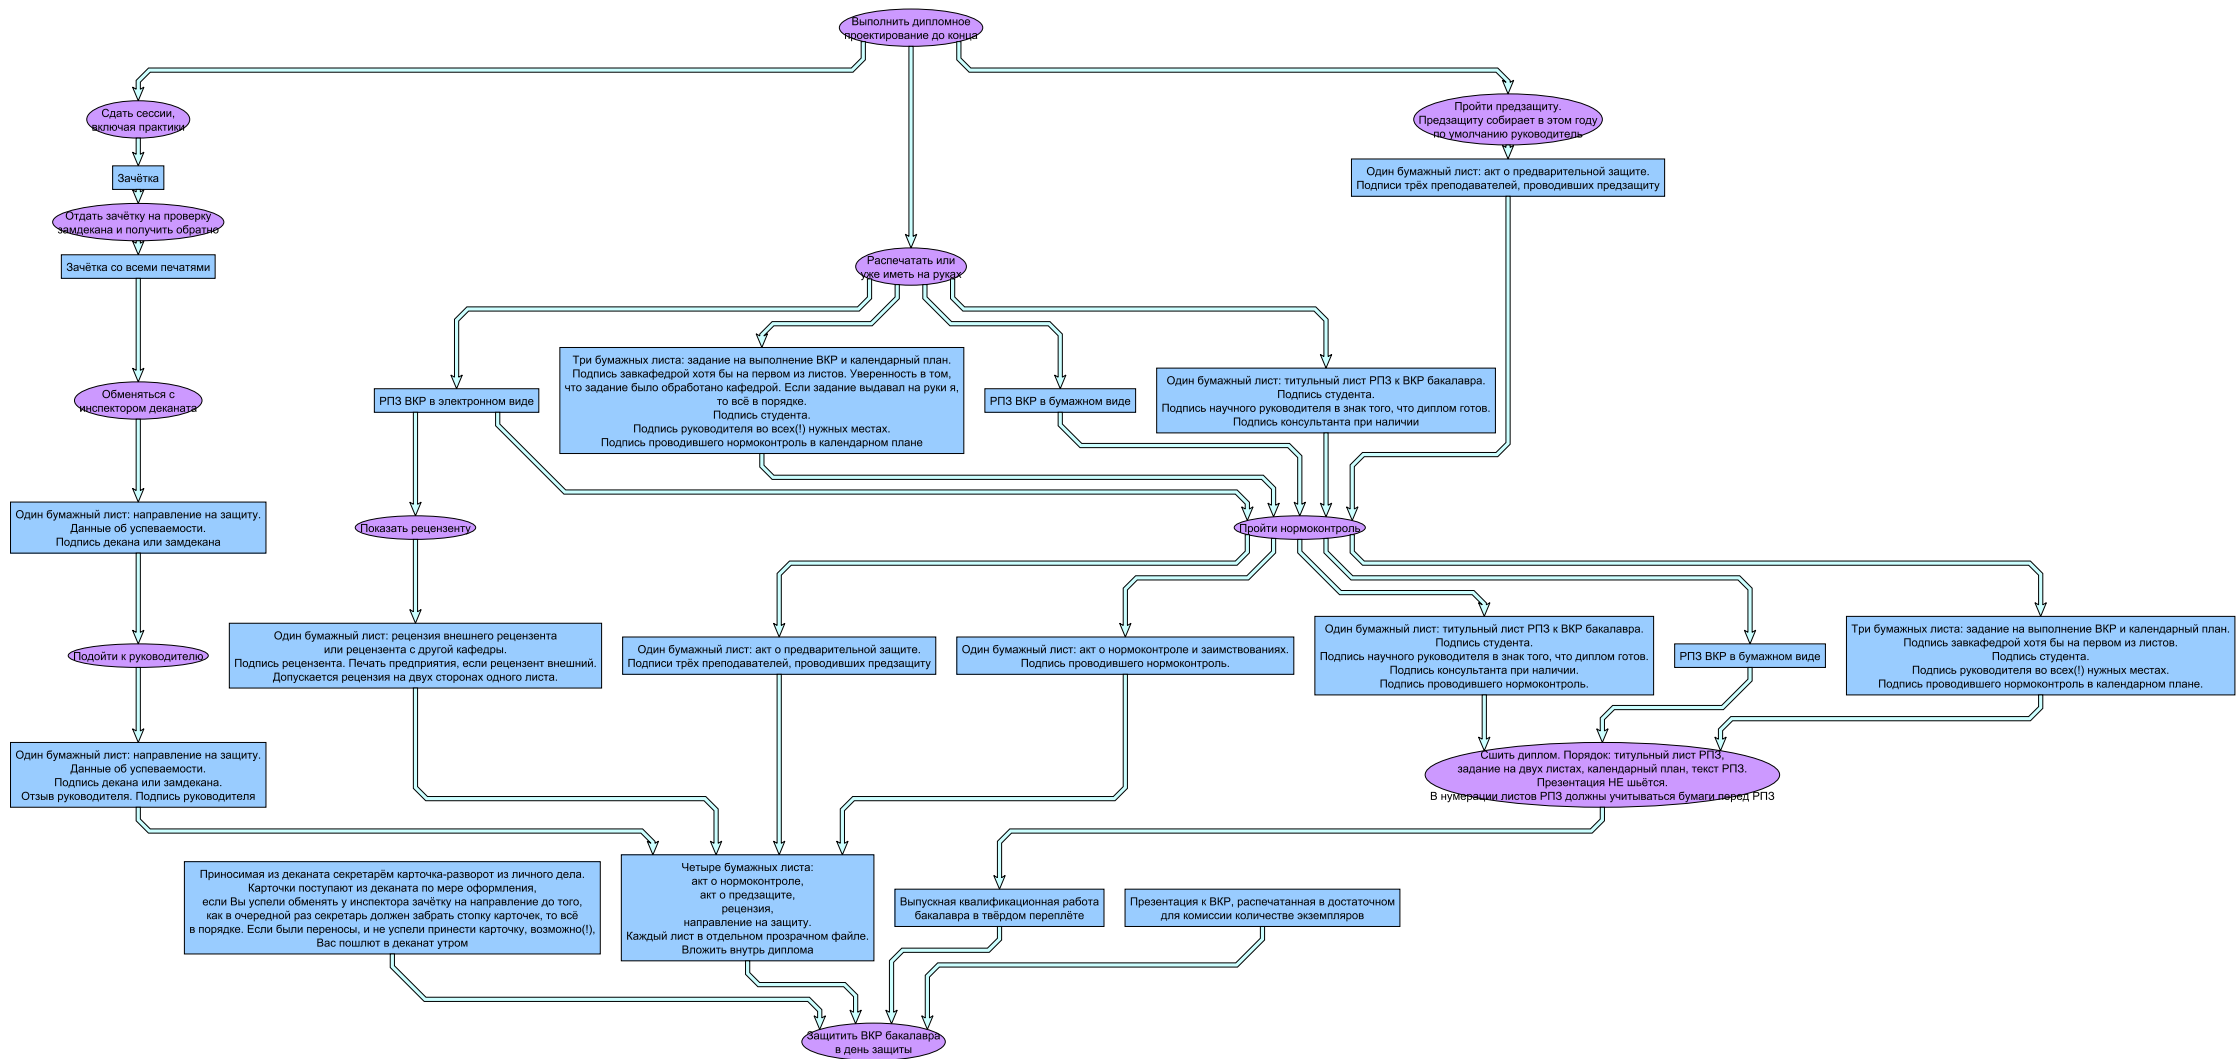 Выполнить дипломное
проектирование до конца
Сдать сессии,
включая практики
Пройти предзащиту.
Предзащиту собирает в этом году
по умолчанию руководитель
Зачётка
Один бумажный лист: акт о предварительной защите.
Подписи трёх преподавателей, проводивших предзащиту
Отдать зачётку на проверку
замдекана и получить обратно
Зачётка со всеми печатями
Распечатать или
уже иметь на руках
Обменяться с
инспектором деканата
РПЗ ВКР в электронном виде
Три бумажных листа: задание на выполнение ВКР и календарный план.
Подпись завкафедрой хотя бы на первом из листов. Уверенность в том,
что задание было обработано кафедрой. Если задание выдавал на руки я,
то всё в порядке.
Подпись студента.
Подпись руководителя во всех(!) нужных местах.
Подпись проводившего нормоконтроль в календарном плане
РПЗ ВКР в бумажном виде
Один бумажный лист: титульный лист РПЗ к ВКР бакалавра.
Подпись студента.
Подпись научного руководителя в знак того, что диплом готов.
Подпись консультанта при наличии
Один бумажный лист: направление на защиту.
Данные об успеваемости.
Подпись декана или замдекана
Показать рецензенту
Пройти нормоконтроль
Подойти к руководителю
Один бумажный лист: рецензия внешнего рецензента
или рецензента с другой кафедры.
Подпись рецензента. Печать предприятия, если рецензент внешний.
Допускается рецензия на двух сторонах одного листа.
Один бумажный лист: акт о предварительной защите.
Подписи трёх преподавателей, проводивших предзащиту
Один бумажный лист: акт о нормоконтроле и заимствованиях.
Подпись проводившего нормоконтроль.
Один бумажный лист: титульный лист РПЗ к ВКР бакалавра.
Подпись студента.
Подпись научного руководителя в знак того, что диплом готов.
Подпись консультанта при наличии.
Подпись проводившего нормоконтроль.
РПЗ ВКР в бумажном виде
Три бумажных листа: задание на выполнение ВКР и календарный план.
Подпись завкафедрой хотя бы на первом из листов.
Подпись студента.
Подпись руководителя во всех(!) нужных местах.
Подпись проводившего нормоконтроль в календарном плане.
Один бумажный лист: направление на защиту.
Данные об успеваемости.
Подпись декана или замдекана.
Отзыв руководителя. Подпись руководителя
Сшить диплом. Порядок: титульный лист РПЗ,
задание на двух листах, календарный план, текст РПЗ.
Презентация НЕ шьётся.
В нумерации листов РПЗ должны учитываться бумаги перед РПЗ
Приносимая из деканата секретарём карточка-разворот из личного дела.
Карточки поступают из деканата по мере оформления,
если Вы успели обменять у инспектора зачётку на направление до того,
как в очередной раз секретарь должен забрать стопку карточек, то всё
в порядке. Если были переносы, и не успели принести карточку, возможно(!),
Вас пошлют в деканат утром
Четыре бумажных листа:
акт о нормоконтроле,
акт о предзащите,
рецензия,
направление на защиту.
Каждый лист в отдельном прозрачном файле.
Вложить внутрь диплома
Выпускная квалификационная работа
бакалавра в твёрдом переплёте
Презентация к ВКР, распечатанная в достаточном
для комиссии количестве экземпляров
Защитить ВКР бакалавра
в день защиты